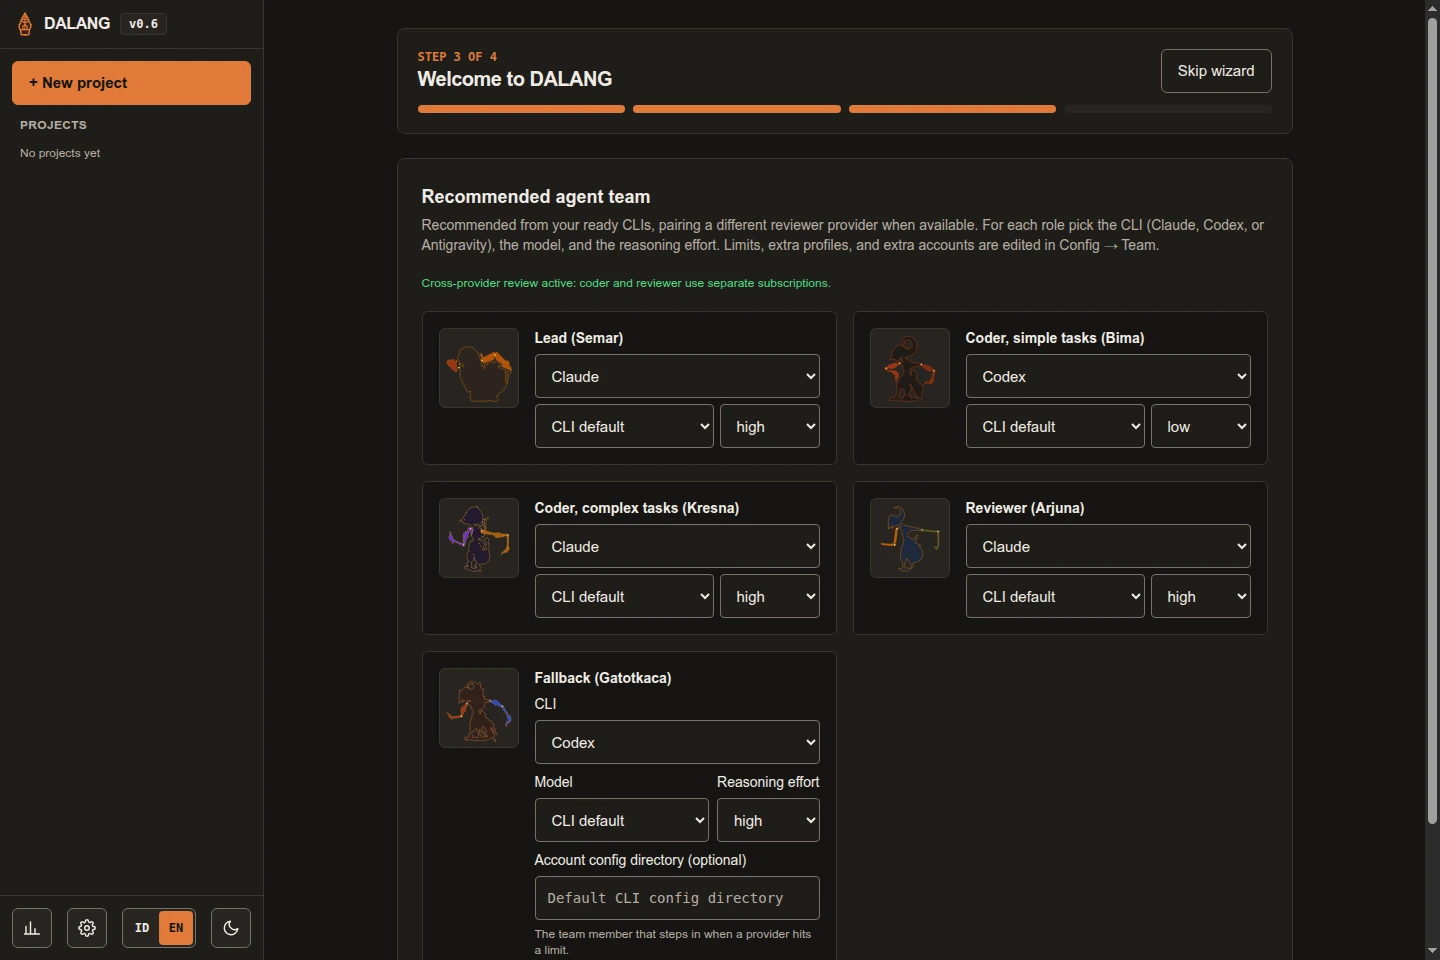 DALANG v0.6
+ New project
PROJECTS
No projects yet
ID EN
STEP 3 OF 4
Welcome to DALANG
Skip wizard
Recommended agent team
Recommended from your ready CLIs, pairing a different reviewer provider when available. For each role pick the CLI (Claude, Codex, or
Antigravity), the model, and the reasoning effort. Limits, extra profiles, and extra accounts are edited in Config → Team.
Cross-provider review active: coder and reviewer use separate subscriptions.
Lead (Semar)
Claude
CLI default high
Coder, simple tasks (Bima)
Codex
CLI default low
Coder, complex tasks (Kresna)
Claude
CLI default high
Reviewer (Arjuna)
Claude
CLI default high
Fallback (Gatotkaca)
CLI
Codex
Model Reasoning effort
CLI default high
Account config directory (optional)
Default CLI config directory
The team member that steps in when a provider hits
a limit.